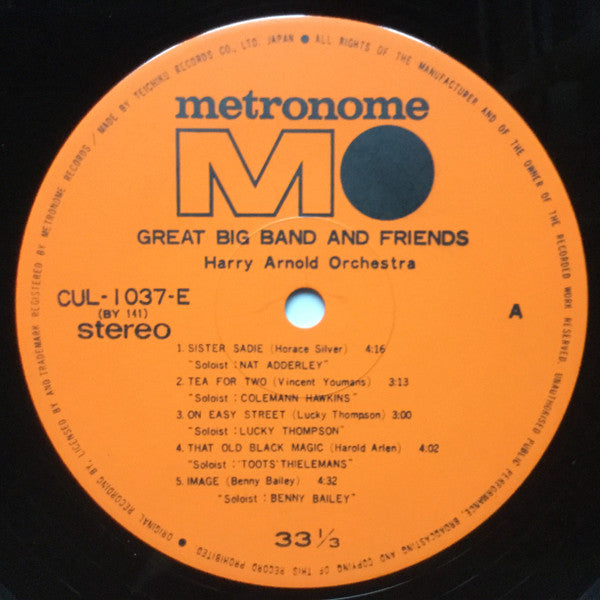 ORIGINAL RECORDING BY, LICENSED BY AND TRADEMARK REGISTERED BY METRONOME RECORDS / MADE BY TEICHIKU RECORDS CO., LTD. JAPAN ● ALL RIGHTS OF THE MANUFACTURER AND OF THE OWNER OF THE RECORDED WORK RESERVED. UNAUTHORISED PUBLIC PERFORMANCE, BROADCASTING AND COPYING OF THIS RECORD PROHIBITED ●
metronome
MO
GREAT BIG BAND AND FRIENDS
Harry Arnold Orchestra
CUL-1037-E
(BY 141)
stereo
A
1. SISTER SADIE (Horace Silver) 4:16
"Soloist : NAT ADDERLEY"
2. TEA FOR TWO (Vincent Youmans) 3:13
"Soloist : COLEMANN HAWKINS"
3. ON EASY STREET (Lucky Thompson) 3:00
"Soloist : LUCKY THOMPSON"
4. THAT OLD BLACK MAGIC (Harold Arlen) 4:02
"Soloist : 'TOOTS' THIELEMANS"
5. IMAGE (Benny Bailey) 4:32
"Soloist : BENNY BAILEY"
33 1/3